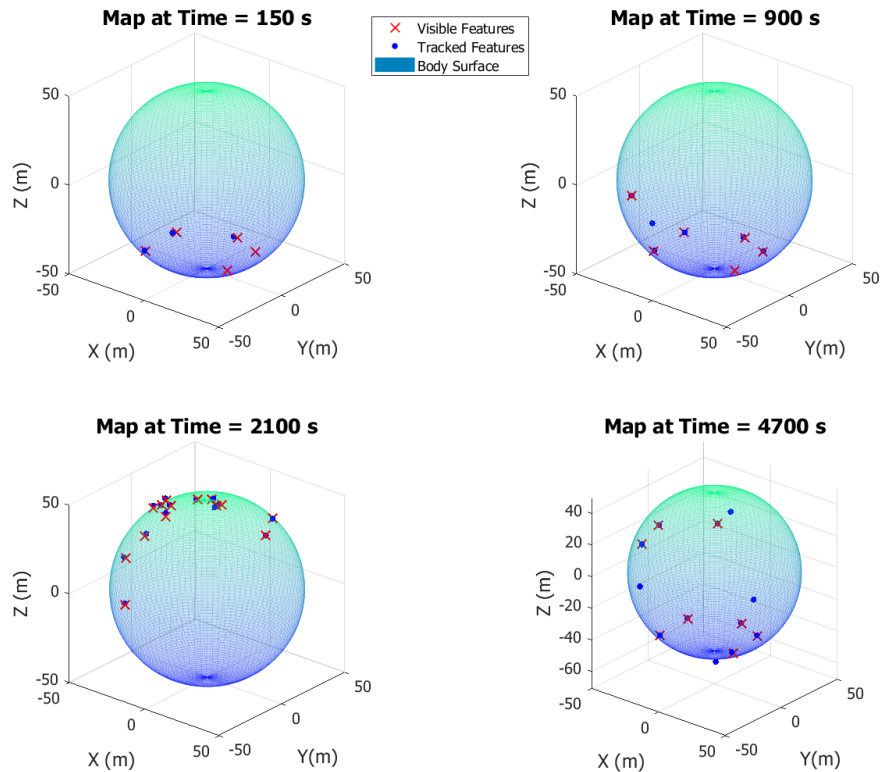 Map at Time = 150 s
Visible Features
Tracked Features
Body Surface
Map at Time = 900 s
50
0
-50
Z (m)
-50
0
50
X (m)
-50
0
50
Y(m)
50
0
-50
Z (m)
-50
0
50
X (m)
-50
0
50
Y(m)
Map at Time = 2100 s
Map at Time = 4700 s
50
0
-50
Z (m)
-50
0
50
X (m)
-50
0
50
Y(m)
40
20
0
-20
-40
-60
Z (m)
-50
0
50
X (m)
-50
0
50
Y(m)